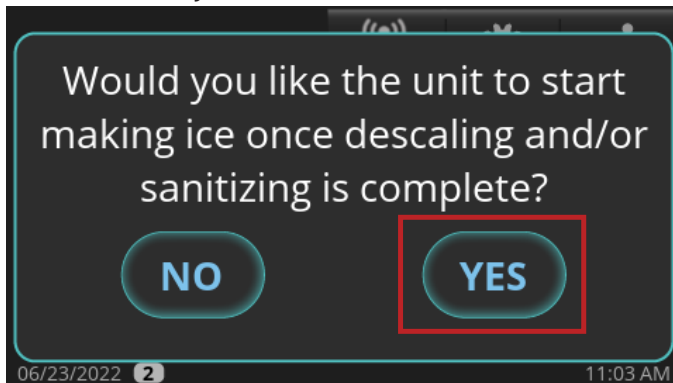 Would you like the unit to start
making ice once descaling and/or
sanitizing is complete?
NO YES
06/23/2022 2 11:03 AM